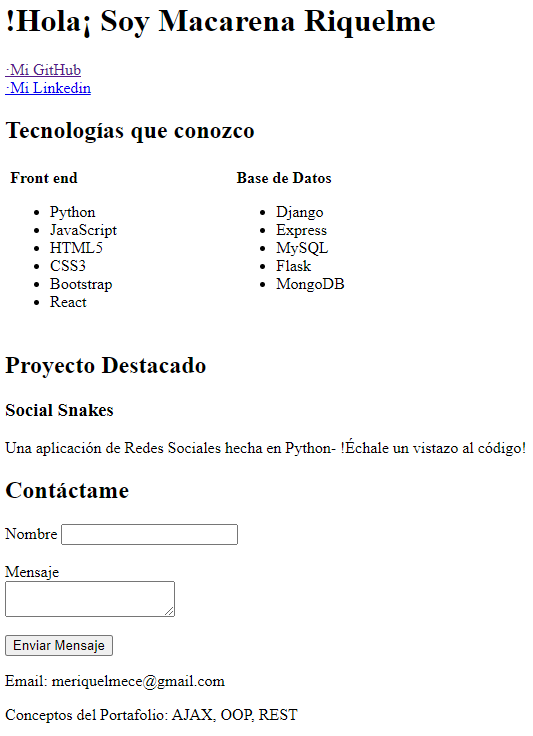 !Hola¡ Soy Macarena Riquelme
·Mi GitHub
·Mi Linkedin
Tecnologías que conozco
Front end
Python
JavaScript
HTML5
CSS3
Bootstrap
React
Base de Datos
Django
Express
MySQL
Flask
MongoDB
Proyecto Destacado
Social Snakes
Una aplicación de Redes Sociales hecha en Python- !Échale un vistazo al código!
Contáctame
Nombre
Mensaje
Enviar Mensaje
Email: meriquelmece@gmail.com
Conceptos del Portafolio: AJAX, OOP, REST